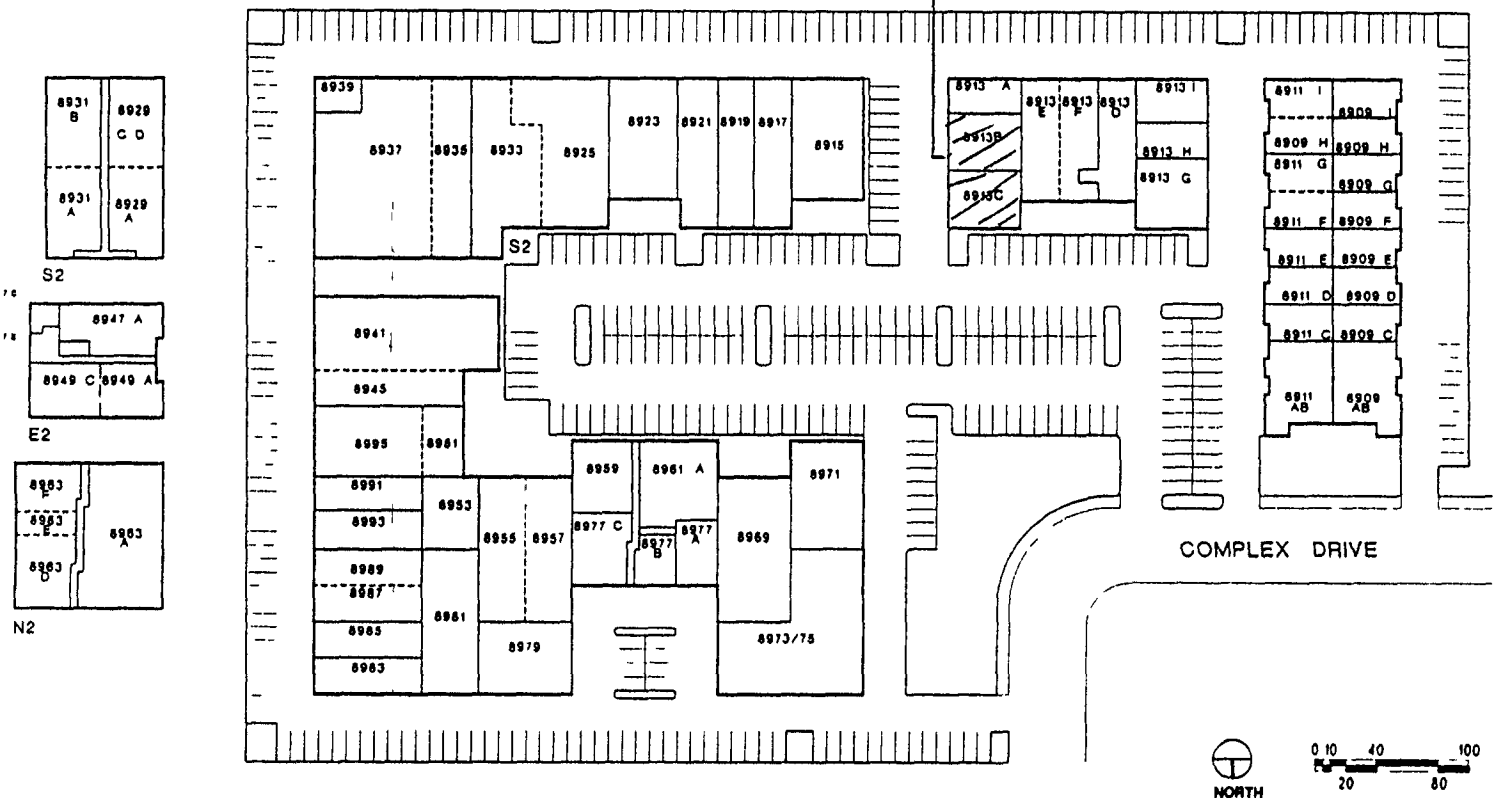 8931 B
8929 C D
8931 A
8929 A
S2
8947 A
8949 C
8949 A
E2
8963 F
8963 E
8963 D
8963 A
N2
8939
8937
8935
8933
8925
8923
8921
8919
8917
8915
S2
8941
8945
8995
8981
8991
8993
8989
8987
8985
8983
8953
8981
8955
8957
8979
8959
8961 A
8977 C
8977 B
8977 A
8969
8971
8973/75
8913 A
8913B
8913C
8913 E
8913 F
8913 D
8913 I
8913 H
8913 G
8911 I
8909 I
8909 H
8909 H
8911 G
8909 G
8911 F
8909 F
8911 E
8909 E
8911 D
8909 D
8911 C
8909 C
8911 AB
8909 AB
COMPLEX DRIVE
NORTH
0 10 40 100
20 80